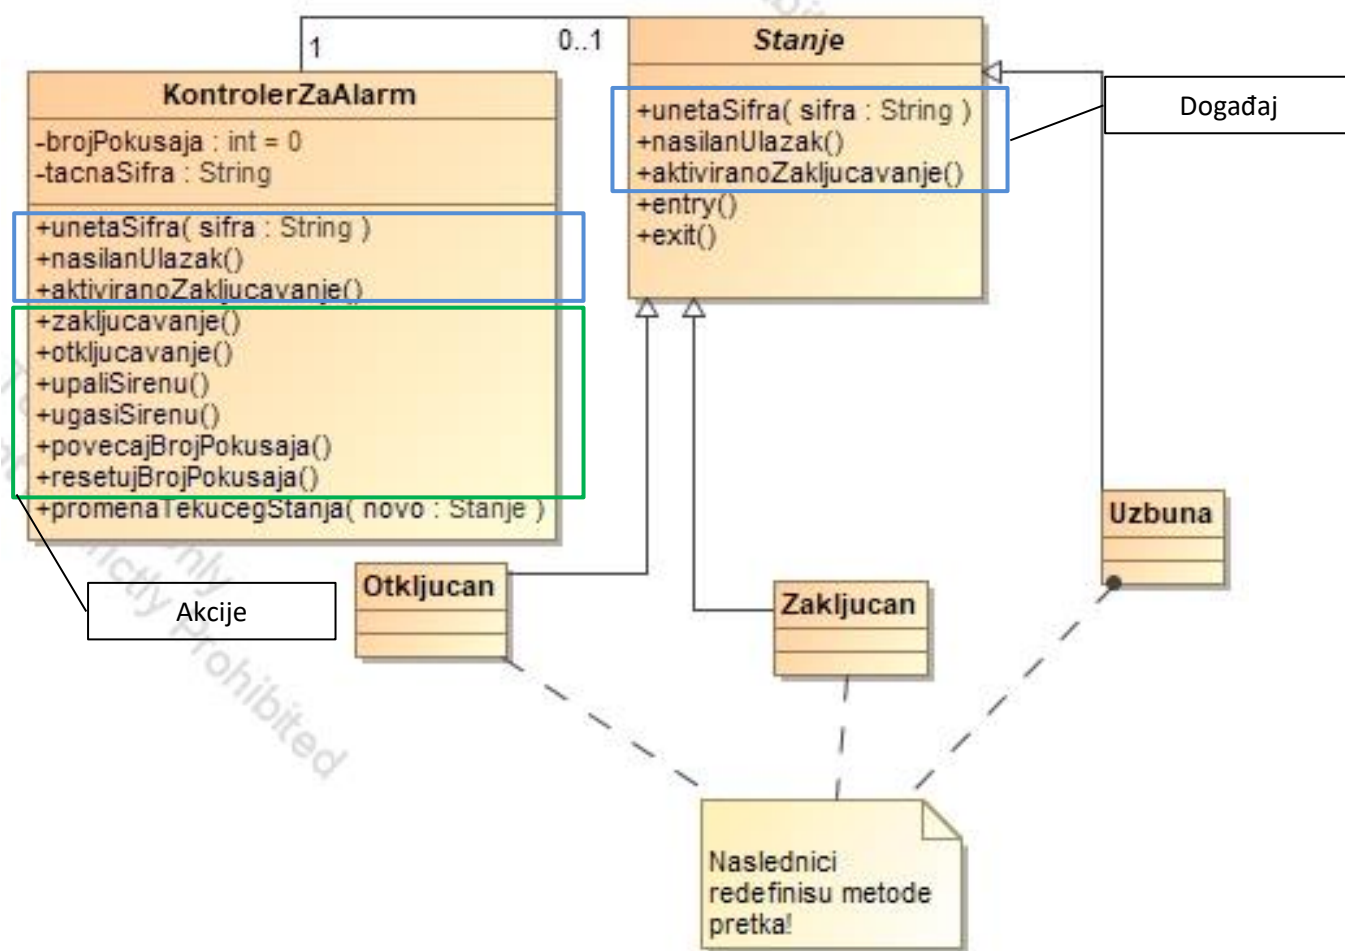 1
0..1
KontrolerZaAlarm
-brojPokusaja : int = 0
-tacnaSifra : String
+unetaSifra( sifra : String )
+nasilanUlazak()
+aktiviranoZakljucavanje()
+zakljucavanje()
+otkljucavanje()
+upaliSirenu()
+ugasiSirenu()
+povecajBrojPokusaja()
+resetujBrojPokusaja()
+promenaTekucegStanja( novo : Stanje )
Stanje
+unetaSifra( sifra : String )
+nasilanUlazak()
+aktiviranoZakljucavanje()
+entry()
+exit()
Događaj
Akcije
Otkljucan
Zakljucan
Uzbuna
Naslednici
redefinisu metode
pretka!
Prohibited